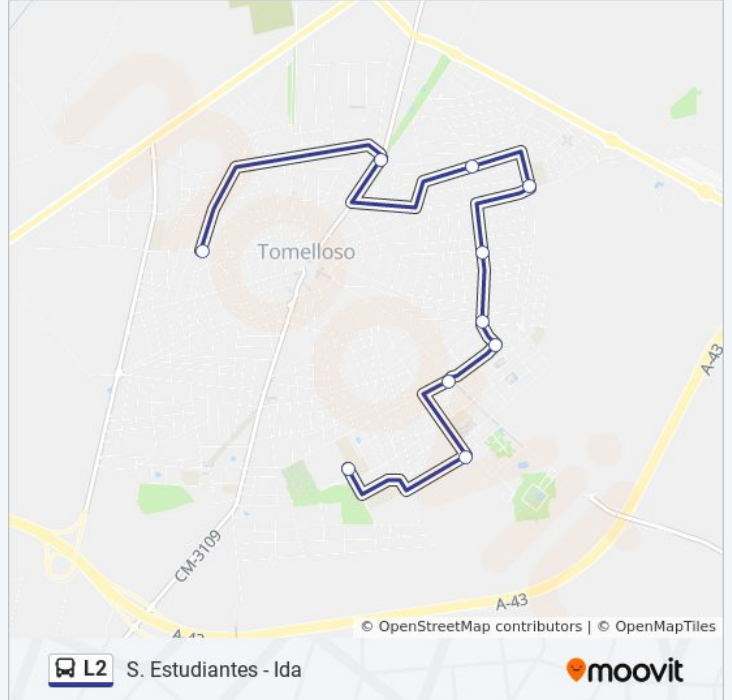 Tomelloso
A-43
CM-3109
A-43
A-43
© OpenStreetMap contributors | © OpenMapTiles
L2 S. Estudiantes - Ida
moovit